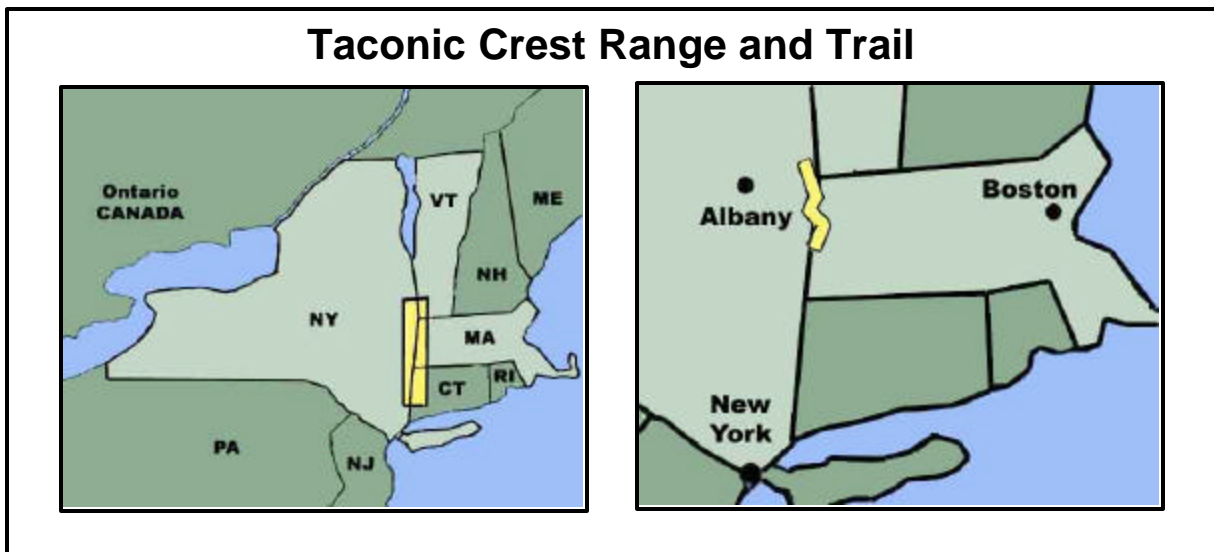 Taconic Crest Range and Trail
Ontario
CANADA
VT
ME
NH
NY
MA
CT
RI
PA
NJ
Boston
Albany
New
York